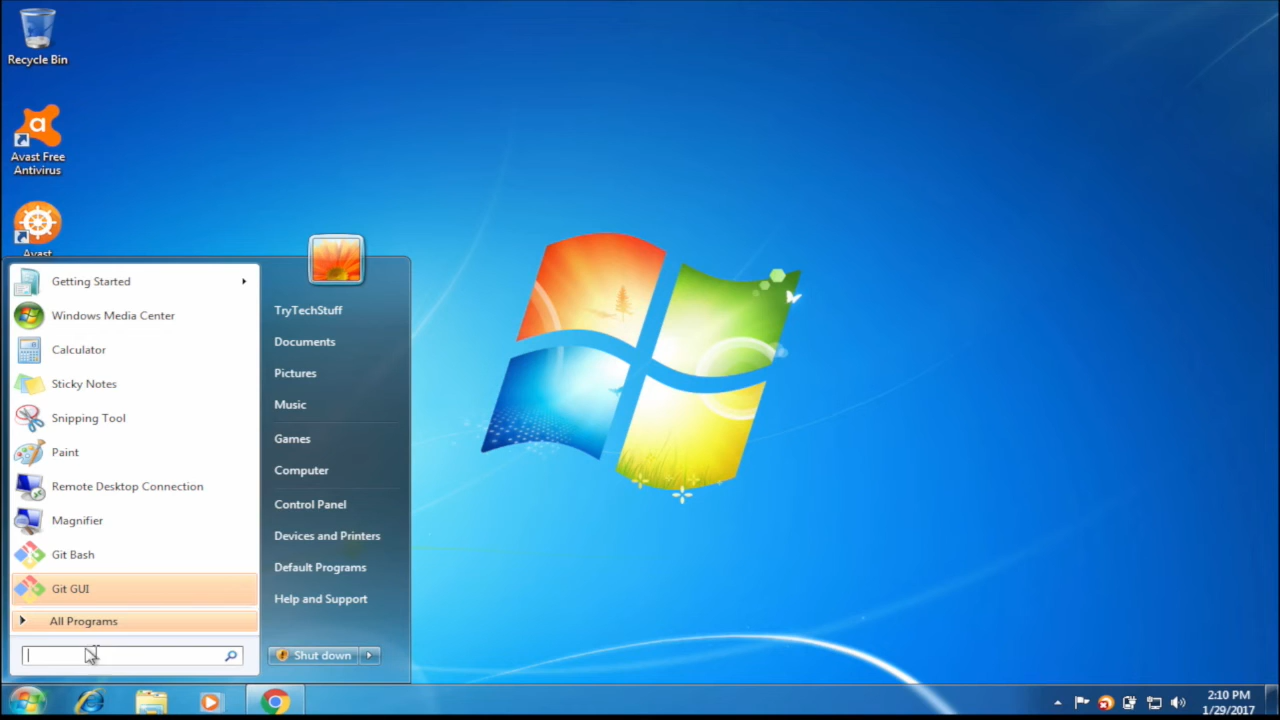 Recycle Bin
Avast Free
Antivirus
Avast
Getting Started
Windows Media Center
Calculator
Sticky Notes
Snipping Tool
Paint
Remote Desktop Connection
Magnifier
Git Bash
Git GUI
All Programs
TryTechStuff
Documents
Pictures
Music
Games
Computer
Control Panel
Devices and Printers
Default Programs
Help and Support
Shut down
2:10 PM
1/29/2017